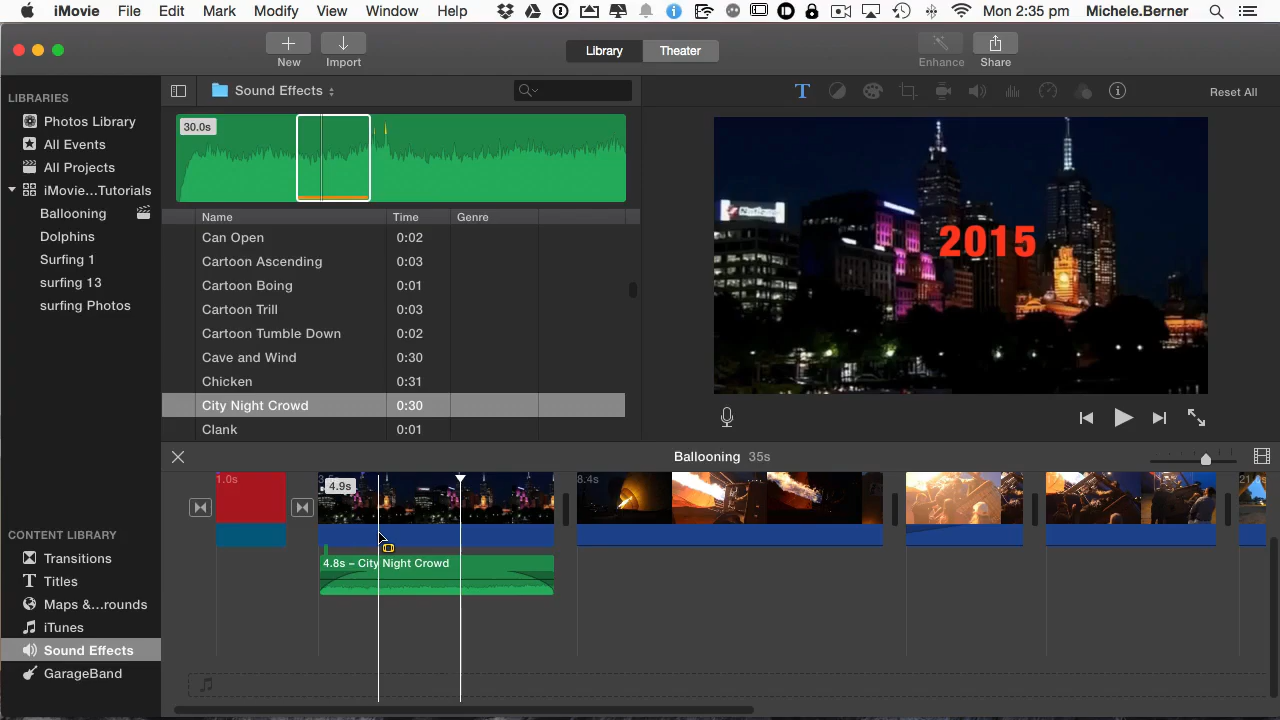 iMovie File Edit Mark Modify View Window Help Mon 2:35 pm Michele.Berner
New Import Library Theater Enhance Share
LIBRARIES
Photos Library
All Events
All Projects
iMovie...Tutorials
Ballooning
Dolphins
Surfing 1
surfing 13
surfing Photos
CONTENT LIBRARY
Transitions
Titles
Maps &...rounds
iTunes
Sound Effects
GarageBand
Sound Effects
30.0s
Name Time Genre
Can Open 0:02
Cartoon Ascending 0:03
Cartoon Boing 0:01
Cartoon Trill 0:03
Cartoon Tumble Down 0:02
Cave and Wind 0:30
Chicken 0:31
City Night Crowd 0:30
Clank 0:01
T Reset All
2015
Ballooning 35s
1.0s 4.9s 8.4s
4.8s – City Night Crowd